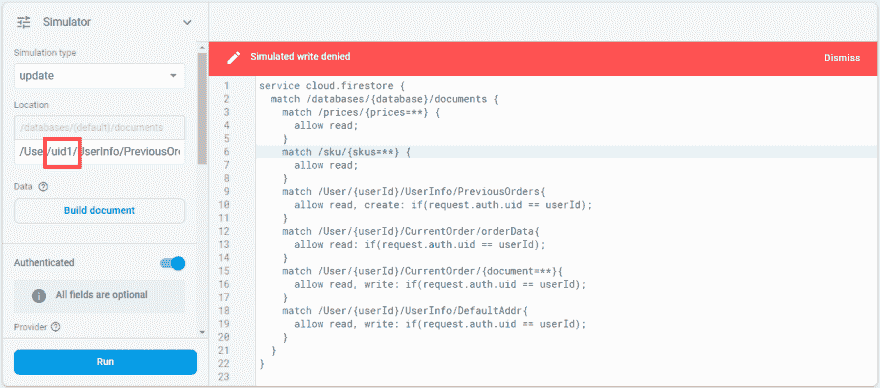 Simulator
Simulation type
update
Location
/databases/(default)/documents
/User/uid1/UserInfo/PreviousOr
Data
Build document
Authenticated
All fields are optional
Provider
Run
Simulated write denied
Dismiss
1 service cloud.firestore {
2 match /databases/{database}/documents {
3 match /prices/{prices=**} {
4 allow read;
5 }
6 match /sku/{skus=**} {
7 allow read;
8 }
9 match /User/{userId}/UserInfo/PreviousOrders{
10 allow read, create: if(request.auth.uid == userId);
11 }
12 match /User/{userId}/CurrentOrder/orderData{
13 allow read: if(request.auth.uid == userId);
14 }
15 match /User/{userId}/CurrentOrder/{document=**}{
16 allow read, write: if(request.auth.uid == userId);
17 }
18 match /User/{userId}/UserInfo/DefaultAddr{
19 allow read, write: if(request.auth.uid == userId);
20 }
21 }
22 }
23